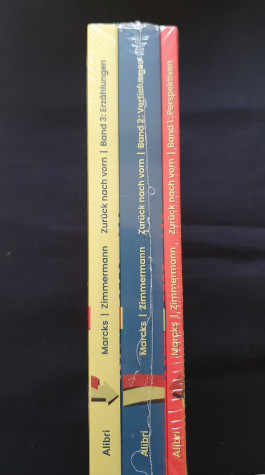 Alibri Marcks | Zimmermann Zurück nach vorn | Band 3: Erzählungen
Alibri Marcks | Zimmermann Zurück nach vorn | Band 2: Vertiefungen
Alibri Marcks | Zimmermann Zurück nach vorn | Band 1: Perspektiven